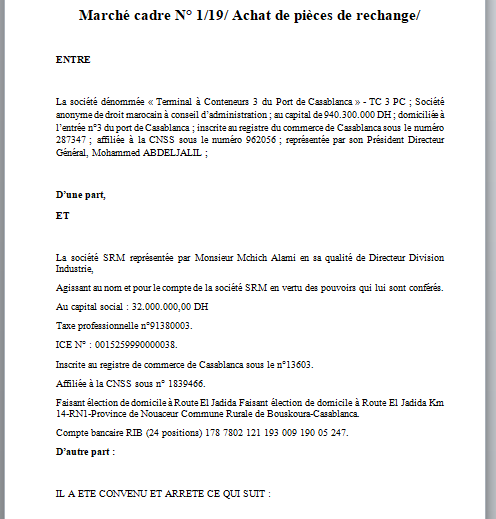 Marché cadre N° 1/19/ Achat de pièces de rechange/
ENTRE
La société dénommée « Terminal à Conteneurs 3 du Port de Casablanca » - TC 3 PC ; Société
anonyme de droit marocain à conseil d’administration ; au capital de 940.300.000 DH ; domiciliée à
l’entrée n°3 du port de Casablanca ; inscrite au registre du commerce de Casablanca sous le numéro
287347 ; affiliée à la CNSS sous le numéro 962056 ; représentée par son Président Directeur
Général, Mohammed ABDELJALIL ;
D’une part,
ET
La société SRM représentée par Monsieur Mchich Alami en sa qualité de Directeur Division
Industrie,
Agissant au nom et pour le compte de la société SRM en vertu des pouvoirs qui lui sont conférés.
Au capital social : 32.000.000,00 DH
Taxe professionnelle n°91380003.
ICE N° : 0015259990000038.
Inscrite au registre de commerce de Casablanca sous le n°13603.
Affiliée à la CNSS sous n° 1839466.
Faisant élection de domicile à Route El Jadida Faisant élection de domicile à Route El Jadida Km
14-RN1-Province de Nouaceur Commune Rurale de Bouskoura-Casablanca.
Compte bancaire RIB (24 positions) 178 7802 121 193 009 190 05 247.
D’autre part :
IL A ETE CONVENU ET ARRETE CE QUI SUIT :